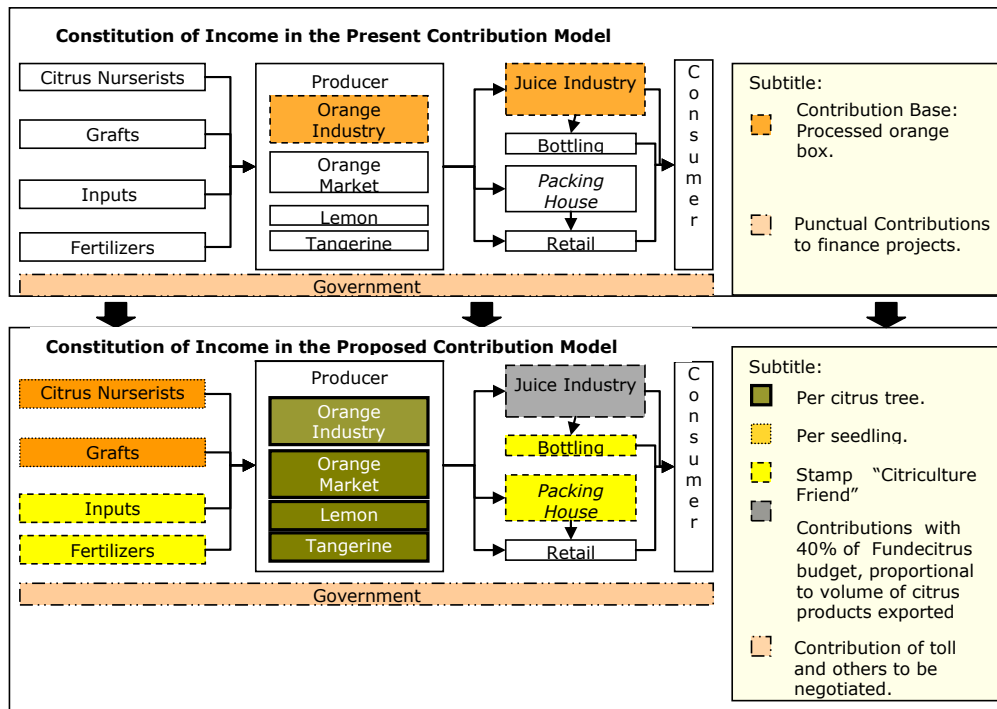 Constitution of Income in the Present Contribution Model
Citrus Nurserists
Grafts
Inputs
Fertilizers
Producer
Orange
Industry
Orange
Market
Lemon
Tangerine
Juice Industry
Bottling
Packing
House
Retail
C
o
n
s
u
m
e
r
Government
Subtitle:
Contribution Base:
Processed orange
box.
Punctual Contributions
to finance projects.
Constitution of Income in the Proposed Contribution Model
Citrus Nurserists
Grafts
Inputs
Fertilizers
Producer
Orange
Industry
Orange
Market
Lemon
Tangerine
Juice Industry
Bottling
Packing
House
Retail
C
o
n
s
u
m
e
r
Government
Subtitle:
Per citrus tree.
Per seedling.
Stamp “Citriculture
Friend”
Contributions with
40% of Fundecitrus
budget, proportional
to volume of citrus
products exported
Contribution of toll
and others to be
negotiated.